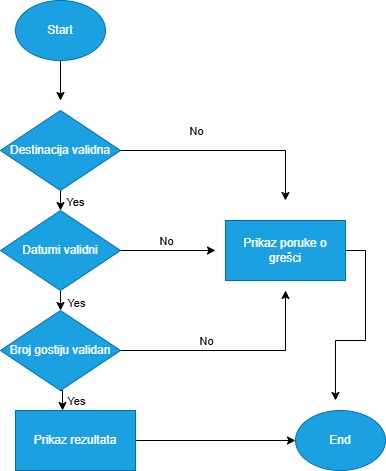 Start
No
Destinacija validna
Yes
Datumi validni
No
Prikaz poruke o
grešci
Yes
Broj gostiju validan
No
Yes
Prikaz rezultata
End